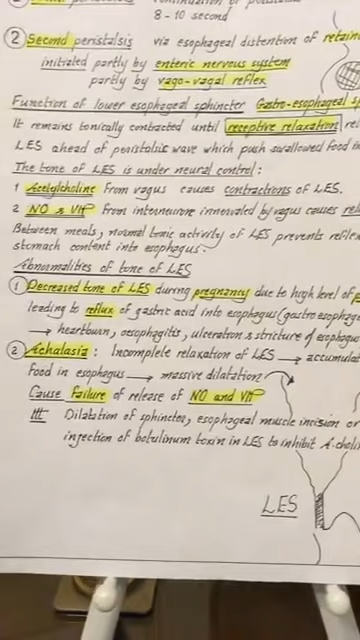 8 - 10 second
② Second peristalsis via esophageal distention of
initiated partly by enteric nervous system
partly by vago-vagal reflex
Function of lower esophageal sphincter Gastro-esophageal
It remains tonically contracted until receptive relaxation
LES ahead of peristalsic wave which push swallowed food
The tone of LES is under neural control:
1 Acetylcholine from vagus causes contractions of LES.
2 NO & VIP from interneurone innervated by vagus causes
Between meals, normal tonic activity of LES prevents
stomach content into esophagus.
Abnormalities of tone of LES
① Decreased tone of LES during pregnancy due to high level of
leading to reflux of gastric acid into esophagus
→ heartburn, oesophagitis, ulceration & stricture of
② Achalasia : Incomplete relaxation of LES →
food in esophagus → massive dilatation
Cause failure of release of NO and VIP
Dilatation of sphincter, esophageal muscle incision or
injection of botulinum toxin in LES to inhibit
LES